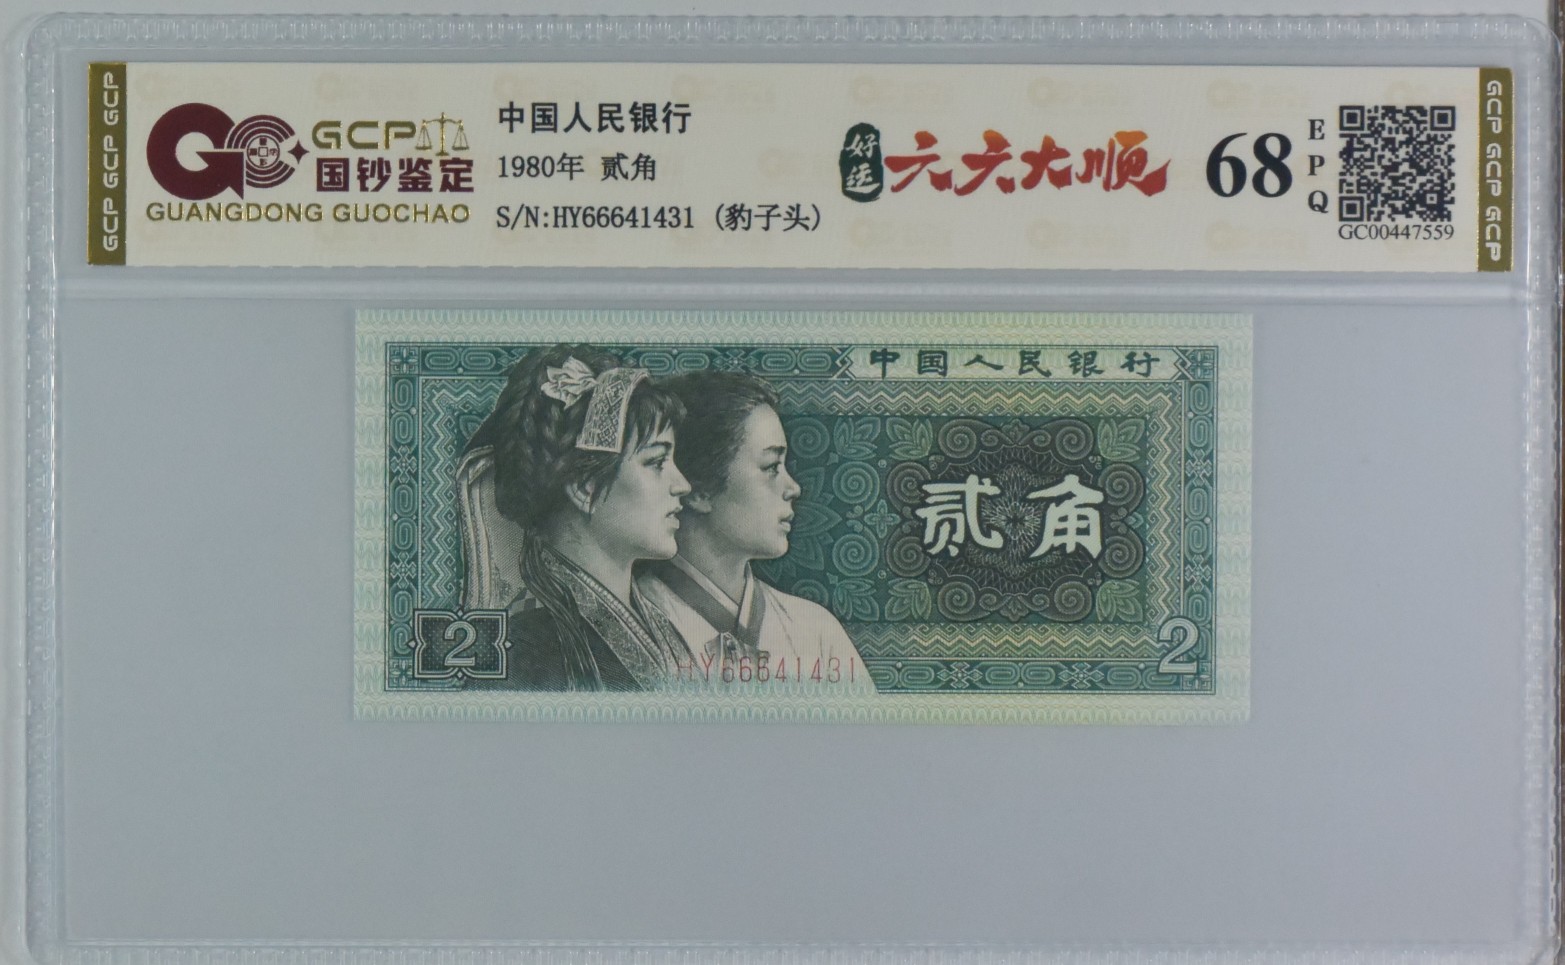 GCP GCP GCP
GCP
国钞鉴定
GUANGDONG GUOCHAO
中国人民银行
1980年 贰角
S/N:HY66641431 (豹子头)
好运
六六大顺
68
EPQ
GC00447559
GCP GCP GCP
中国人民银行
贰角
2
2
HY66641431